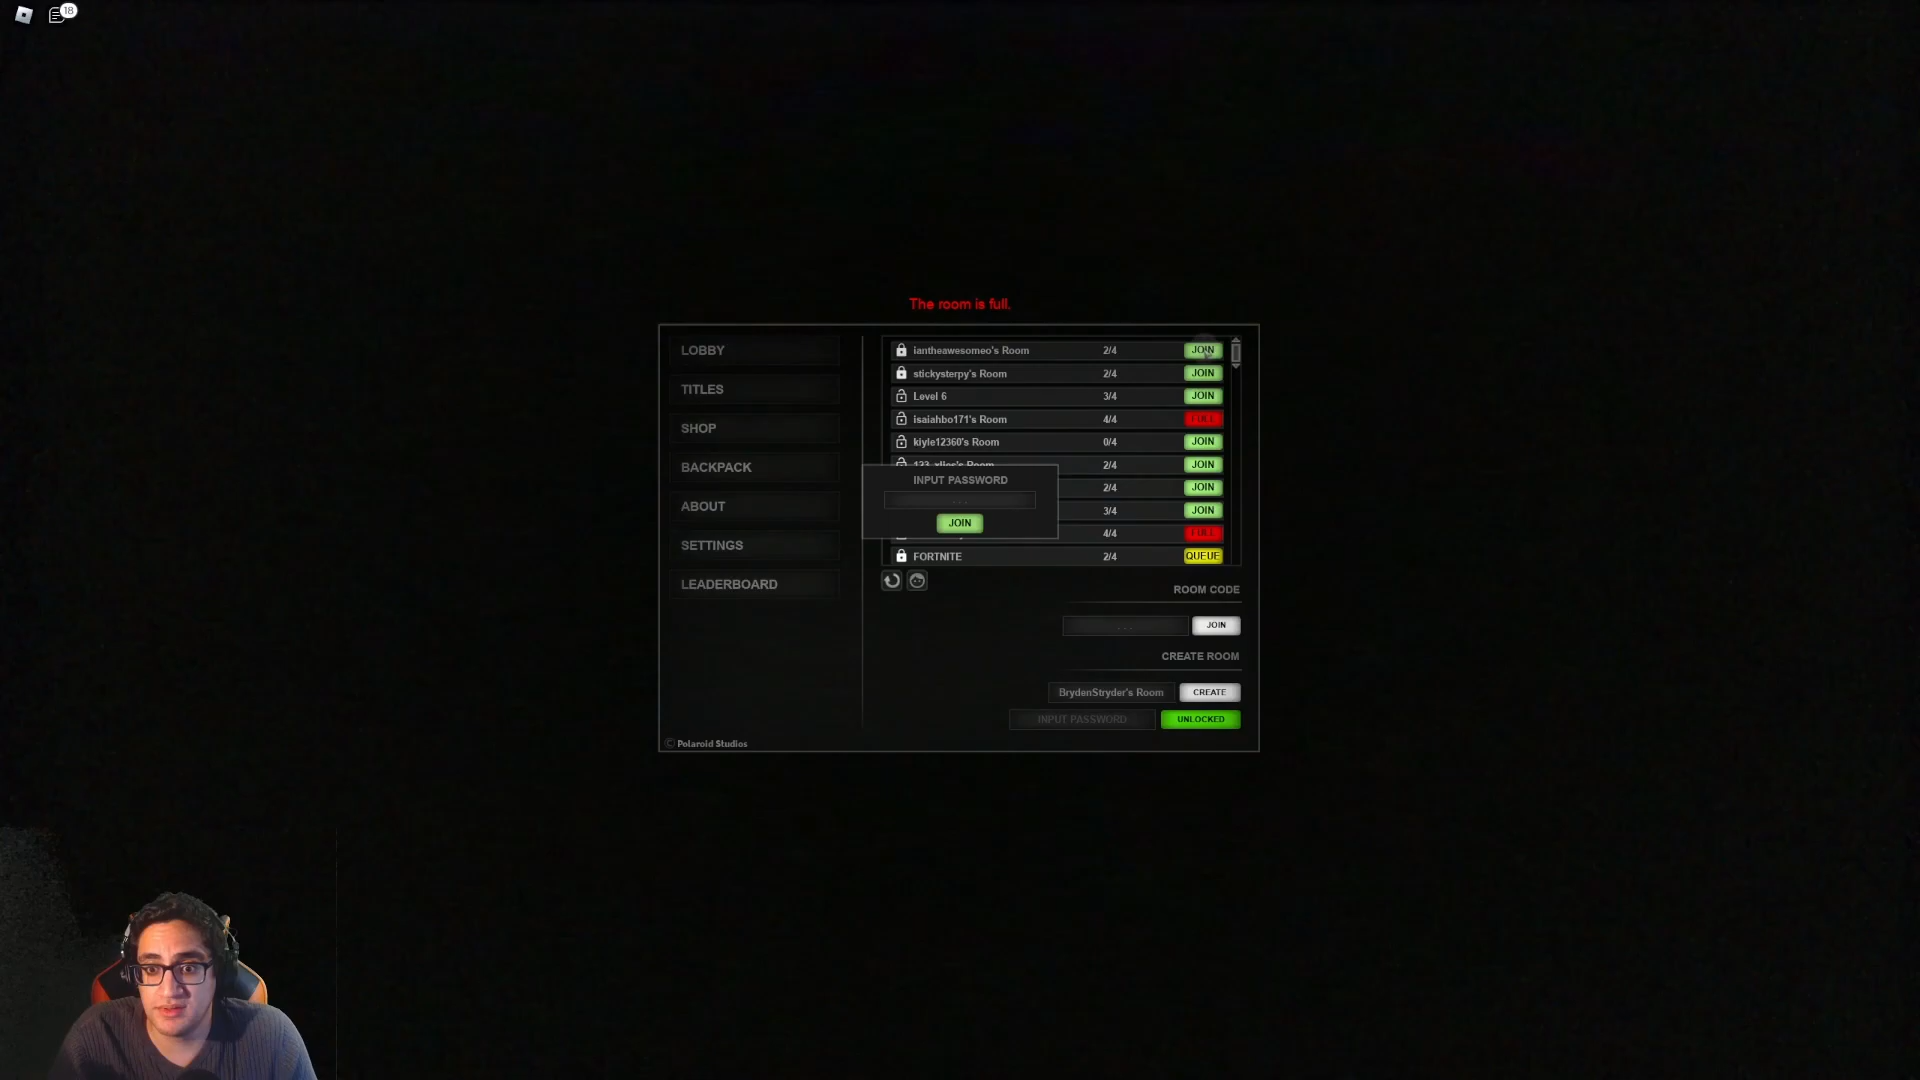 18
The room is full.
LOBBY
TITLES
SHOP
BACKPACK
ABOUT
SETTINGS
LEADERBOARD
iantheawesomeo's Room 2/4 JOIN
stickysterpy's Room 2/4 JOIN
Level 6 3/4 JOIN
isaiahbo171's Room 4/4 FULL
kiyle12360's Room 0/4 JOIN
2/4 JOIN
2/4 JOIN
3/4 JOIN
4/4 FULL
FORTNITE 2/4 QUEUE
INPUT PASSWORD
...
JOIN
ROOM CODE
... JOIN
CREATE ROOM
BrydenStryder's Room CREATE
INPUT PASSWORD UNLOCKED
© Polaroid Studios